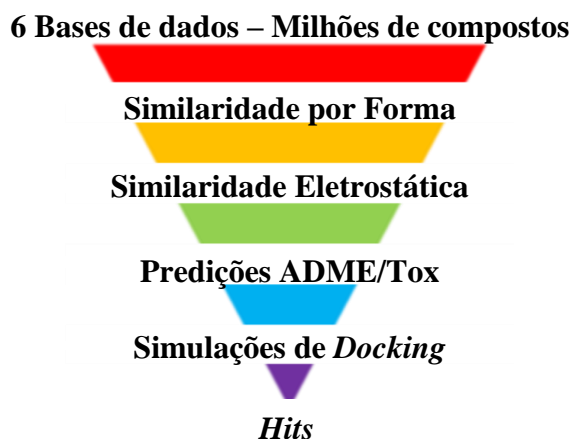 6 Bases de dados – Milhões de compostos
Similaridade por Forma
Similaridade Eletrostática
Predições ADME/Tox
Simulações de Docking
Hits